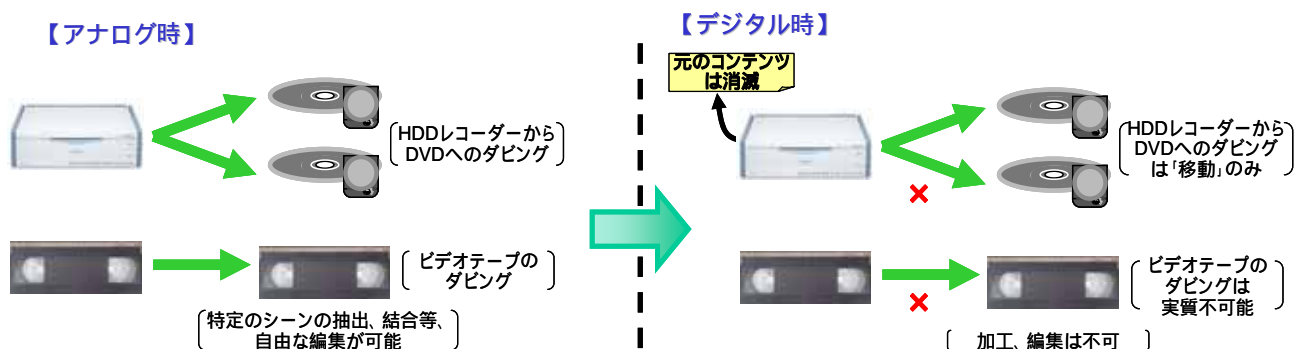 【アナログ時】
HDDレコーダーから
DVDへのダビング
ビデオテープの
ダビング
特定のシーンの抽出、結合等、
自由な編集が可能
【デジタル時】
元のコンテンツ
は消滅
HDDレコーダーから
DVDへのダビング
は「移動」のみ
×
ビデオテープの
ダビングは
実質不可能
×
加工、編集は不可